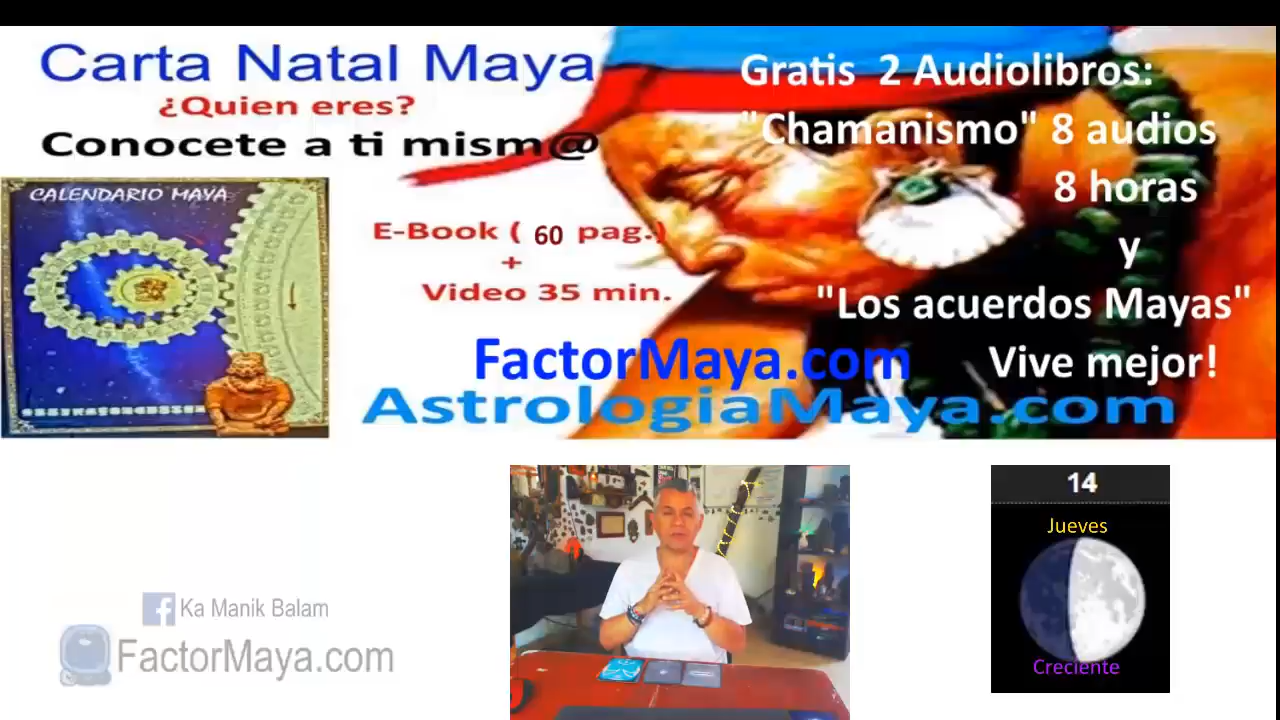 Carta Natal Maya
¿Quien eres?
Conocete a ti mism@
CALENDARIO MAYA
E-Book ( 60 pag.)
+
Video 35 min.
Gratis 2 Audiolibros:
"Chamanismo" 8 audios
8 horas
y
"Los acuerdos Mayas"
Vive mejor!
FactorMaya.com
AstrologiaMaya.com
Ka Manik Balam
FactorMaya.com
14
Jueves
Creciente